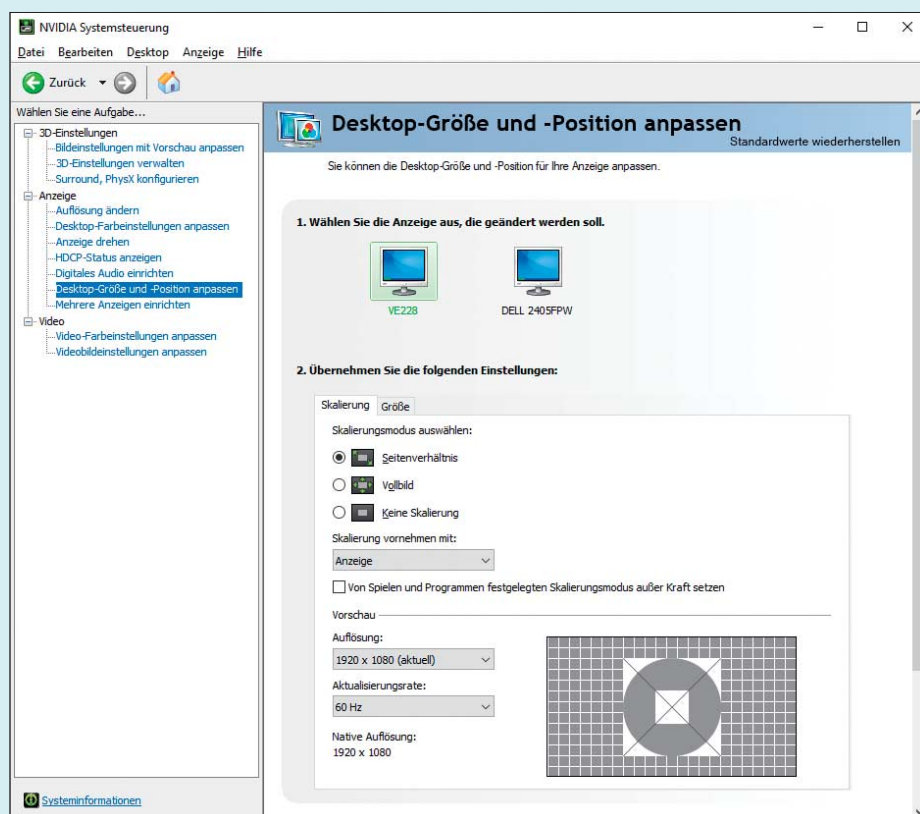 NVIDIA Systemsteuerung
Datei Bearbeiten Desktop Anzeige Hilfe
Zurück
Wählen Sie eine Aufgabe...
3D-Einstellungen
Bildeinstellungen mit Vorschau anpassen
3D-Einstellungen verwalten
Surround, PhysX konfigurieren
Anzeige
Auflösung ändern
Desktop-Farbeinstellungen anpassen
Anzeige drehen
HDCP-Status anzeigen
Digitales Audio einrichten
Desktop-Größe und -Position anpassen
Mehrere Anzeigen einrichten
Video
Video-Farbeinstellungen anpassen
Videobildeinstellungen anpassen
Systeminformationen
Desktop-Größe und -Position anpassen
Standardwerte wiederherstellen
Sie können die Desktop-Größe und -Position für Ihre Anzeige anpassen.
1. Wählen Sie die Anzeige aus, die geändert werden soll.
VE228 DELL 2405FPW
2. Übernehmen Sie die folgenden Einstellungen:
Skalierung Größe
Skalierungsmodus auswählen:
Seitenverhältnis
Vollbild
Keine Skalierung
Skalierung vornehmen mit:
Anzeige
Von Spielen und Programmen festgelegten Skalierungsmodus außer Kraft setzen
Vorschau
Auflösung:
1920 x 1080 (aktuell)
Aktualisierungsrate:
60 Hz
Native Auflösung:
1920 x 1080